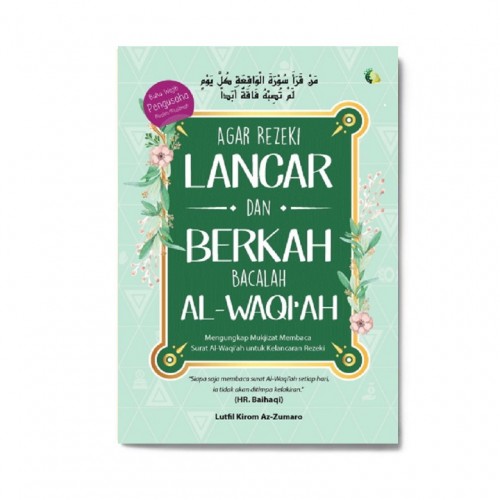 مَنْ قَرَأَ سُوْرَةَ الْوَاقِعَةِ كُلَّ يَوْمٍ
لَمْ تُصِبْهُ فَاقَةٌ أَبَدًا
Buku Wajib
Pengusaha
AGAR REZEKI
LANCAR
DAN
BERKAH
BACALAH
AL-WAQI'AH
Mengungkap Mukjizat Membaca
Surat Al-Waqi'ah untuk Kelancaran Rezeki
"Siapa saja membaca surat Al-Waqi'ah setiap hari,
ia tidak akan ditimpa kefakiran."
(HR. Baihaqi)
Lutfil Kirom Az-Zumaro